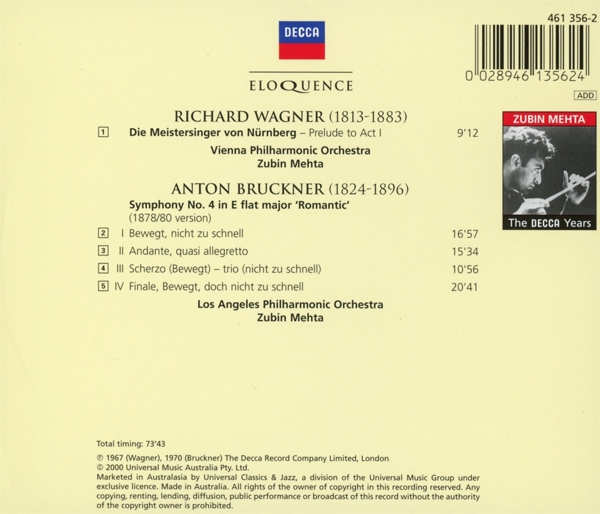 DECCA
ELOQUENCE
461 356-2
0 028946 135624
ADD
RICHARD WAGNER (1813-1883)
1 Die Meistersinger von Nürnberg – Prelude to Act I 9'12
Vienna Philharmonic Orchestra
Zubin Mehta
ZUBIN MEHTA
The DECCA Years
ANTON BRUCKNER (1824-1896)
Symphony No. 4 in E flat major ‘Romantic’
(1878/80 version)
2 I Bewegt, nicht zu schnell 16'57
3 II Andante, quasi allegretto 15'34
4 III Scherzo (Bewegt) – trio (nicht zu schnell) 10'56
5 IV Finale, Bewegt, doch nicht zu schnell 20'41
Los Angeles Philharmonic Orchestra
Zubin Mehta
Total timing: 73'43
℗ 1967 (Wagner), 1970 (Bruckner) The Decca Record Company Limited, London
© 2000 Universal Music Australia Pty. Ltd.
Marketed in Australasia by Universal Classics & Jazz, a division of the Universal Music Group under
exclusive licence. Made in Australia. All rights of the owner of copyright in this recording reserved. Any
copying, renting, lending, diffusion, public performance or broadcast of this record without the authority
of the copyright owner is prohibited.